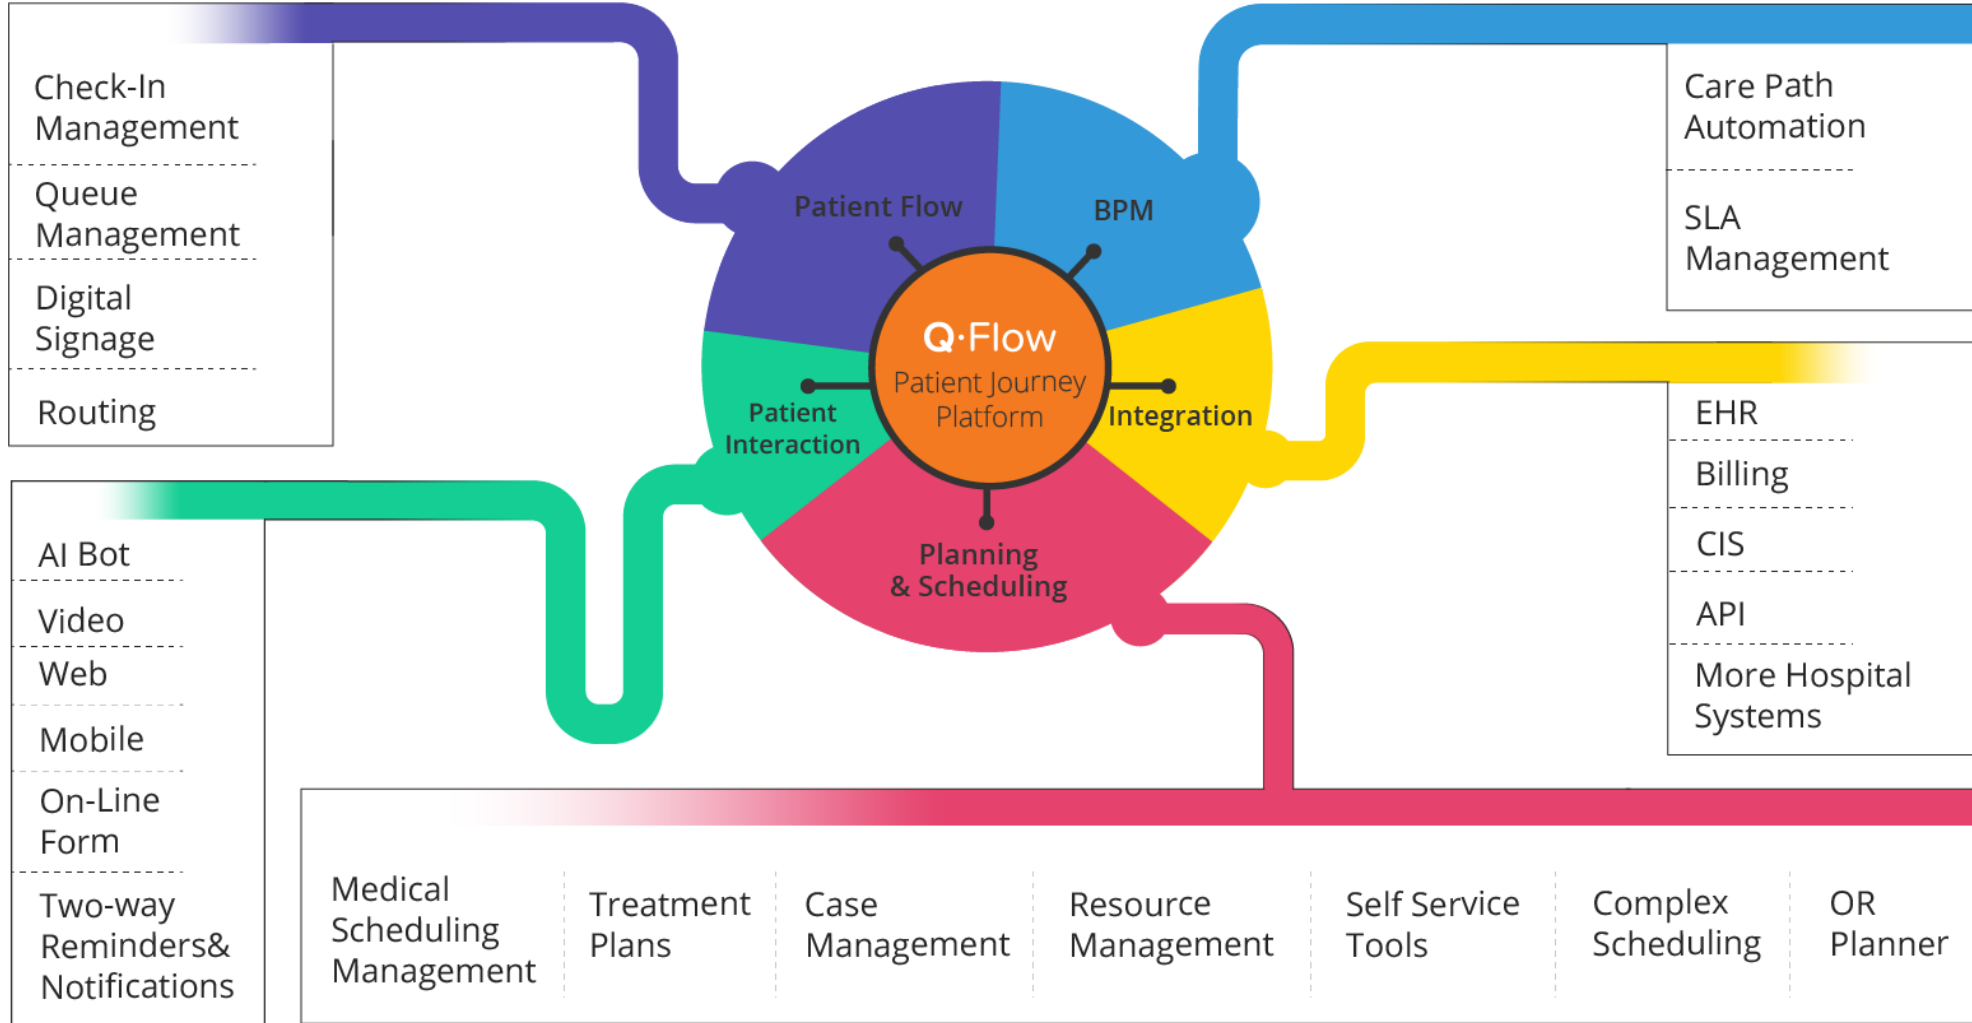 Check-In
Management
Queue
Management
Digital
Signage
Routing
Patient Flow
BPM
Q·Flow
Patient Journey
Platform
Patient
Interaction
Integration
Planning
& Scheduling
Care Path
Automation
SLA
Management
EHR
Billing
CIS
API
More Hospital
Systems
AI Bot
Video
Web
Mobile
On-Line
Form
Two-way
Reminders&
Notifications
Medical
Scheduling
Management
Treatment
Plans
Case
Management
Resource
Management
Self Service
Tools
Complex
Scheduling
OR
Planner